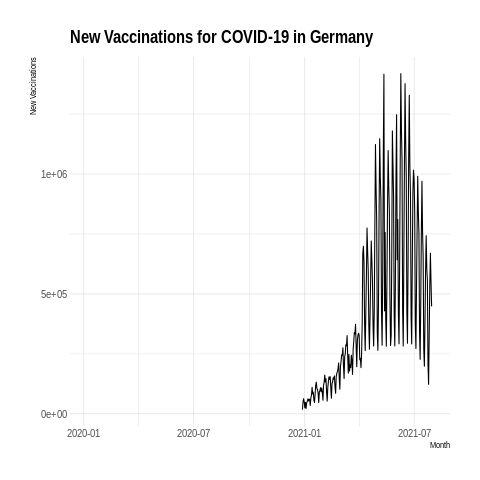 New Vaccinations for COVID-19 in Germany
New Vaccinations
1e+06
5e+05
0e+00
2020-01
2020-07
2021-01
2021-07
Month